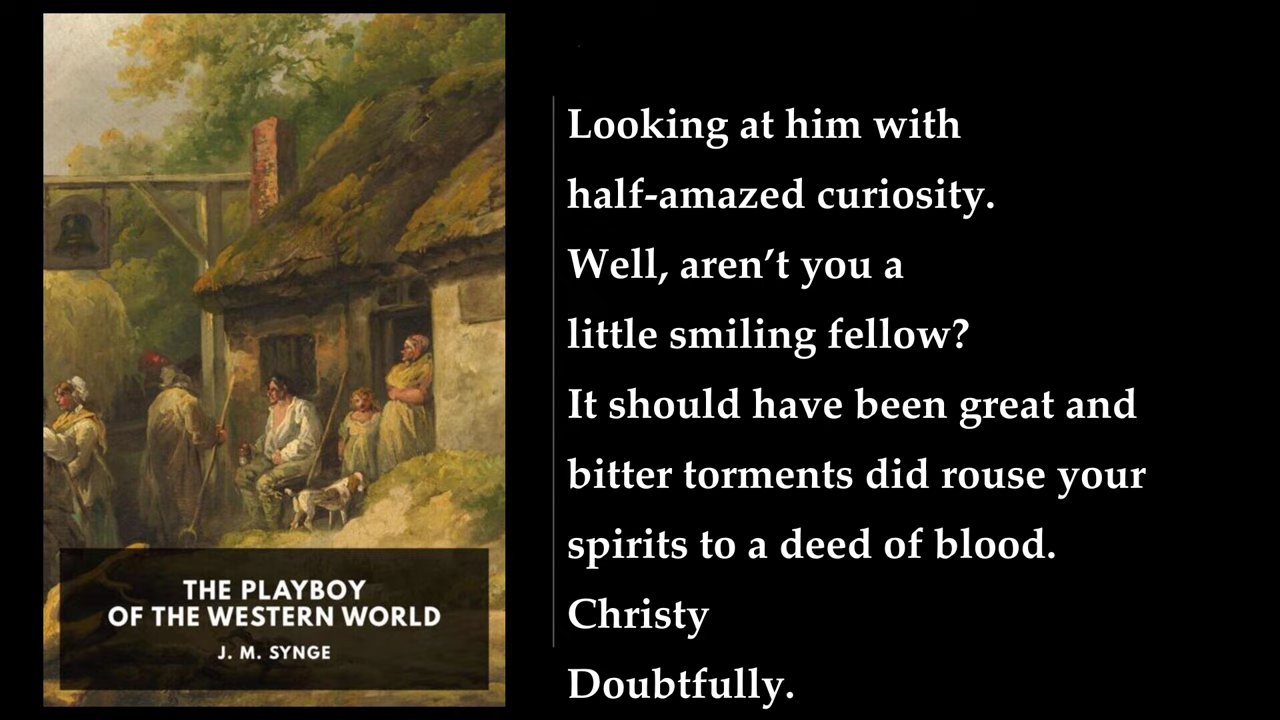 THE PLAYBOY
OF THE WESTERN WORLD
J. M. SYNGE
Looking at him with
half-amazed curiosity.
Well, aren’t you a
little smiling fellow?
It should have been great and
bitter torments did rouse your
spirits to a deed of blood.
Christy
Doubtfully.